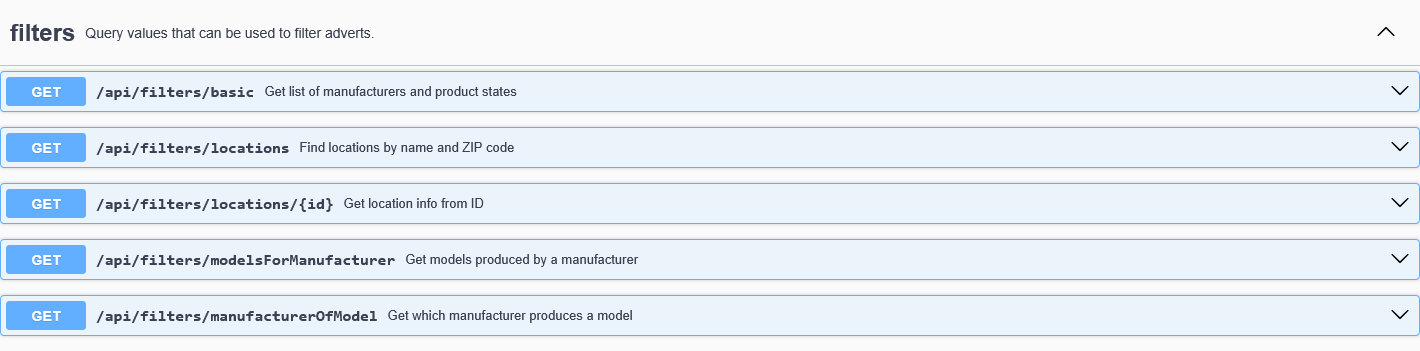 filters Query values that can be used to filter adverts.
GET /api/filters/basic Get list of manufacturers and product states
GET /api/filters/locations Find locations by name and ZIP code
GET /api/filters/locations/{id} Get location info from ID
GET /api/filters/modelsForManufacturer Get models produced by a manufacturer
GET /api/filters/manufacturerOfModel Get which manufacturer produces a model